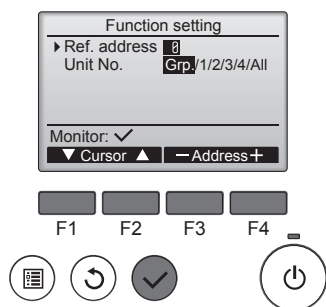 Function setting
Ref. address 0
Unit No. Grp./1/2/3/4/All
Monitor: ✓
▼ Cursor ▲ −Address+
F1 F2 F3 F4